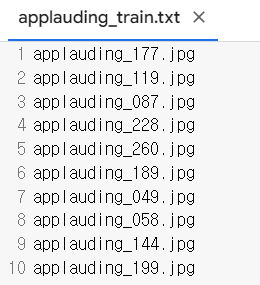 applauding_train.txt ×
1 applauding_177.jpg
2 applauding_119.jpg
3 applauding_087.jpg
4 applauding_228.jpg
5 applauding_260.jpg
6 applauding_189.jpg
7 applauding_049.jpg
8 applauding_058.jpg
9 applauding_144.jpg
10 applauding_199.jpg